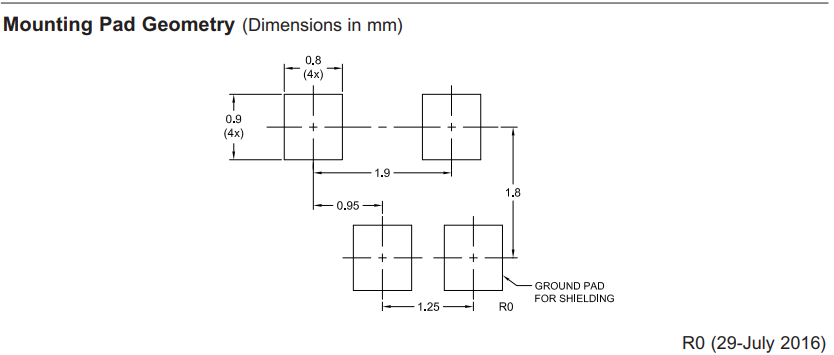 Mounting Pad Geometry (Dimensions in mm)
0.8
(4x)
0.9
(4x)
1.9
1.8
0.95
GROUND PAD
FOR SHIELDING
1.25
R0
R0 (29-July 2016)